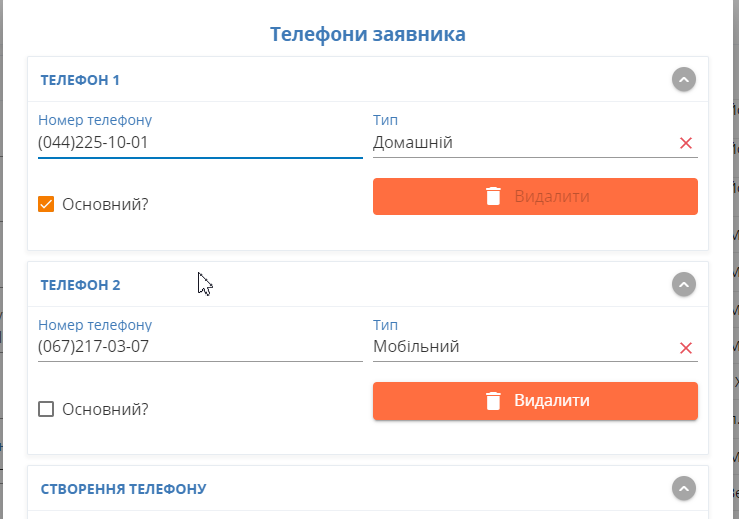 Телефони заявника
ТЕЛЕФОН 1
Номер телефону Тип
(044)225-10-01 Домашній
Основний? Видалити
ТЕЛЕФОН 2
Номер телефону Тип
(067)217-03-07 Мобільний
Основний? Видалити
СТВОРЕННЯ ТЕЛЕФОНУ